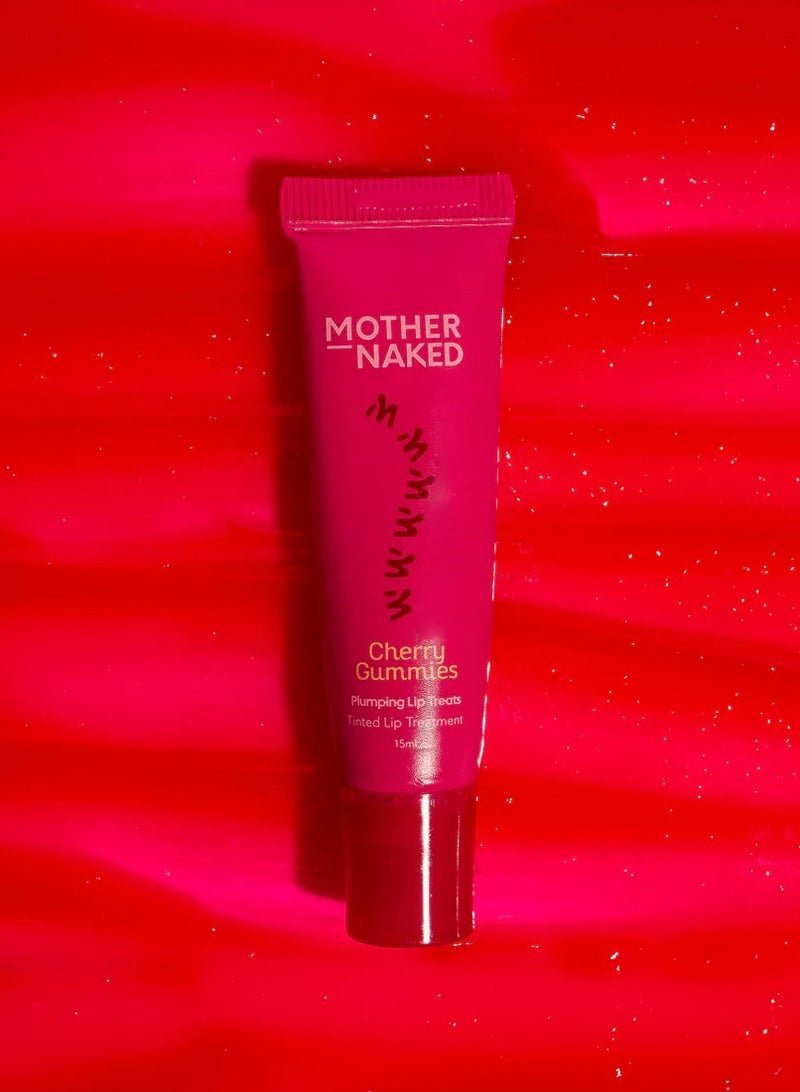 MOTHER
NAKED
Cherry
Gummies
Plumping Lip Treats
Tinted Lip Treatment
15ml